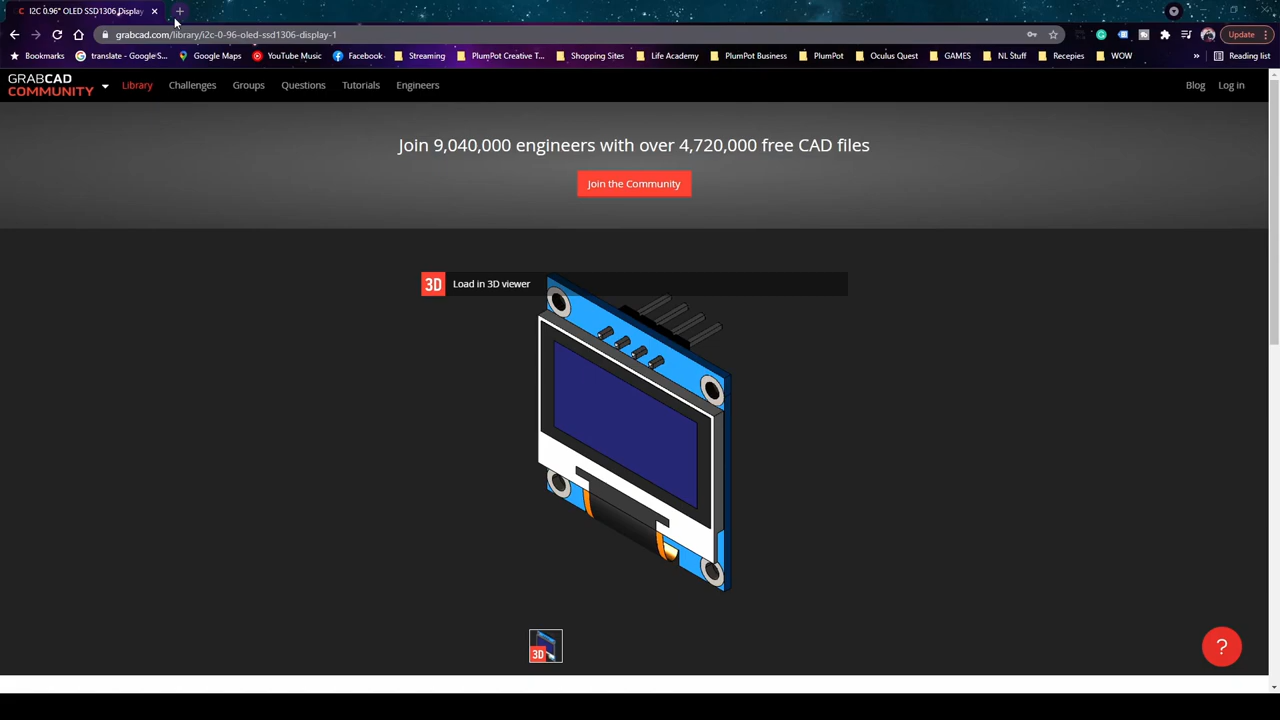 I2C 0.96" OLED SSD1306 Display
grabcad.com/library/i2c-0-96-oled-ssd1306-display-1
Update
Bookmarks
translate - Google S...
Google Maps
YouTube Music
Facebook
Streaming
PlumPot Creative T...
Shopping Sites
Life Academy
PlumPot Business
PlumPot
Oculus Quest
GAMES
NL Stuff
Recepies
WOW
»
Reading list
GRABCAD
COMMUNITY
Library
Challenges
Groups
Questions
Tutorials
Engineers
Blog
Log in
Join 9,040,000 engineers with over 4,720,000 free CAD files
Join the Community
3D
Load in 3D viewer
3D
?